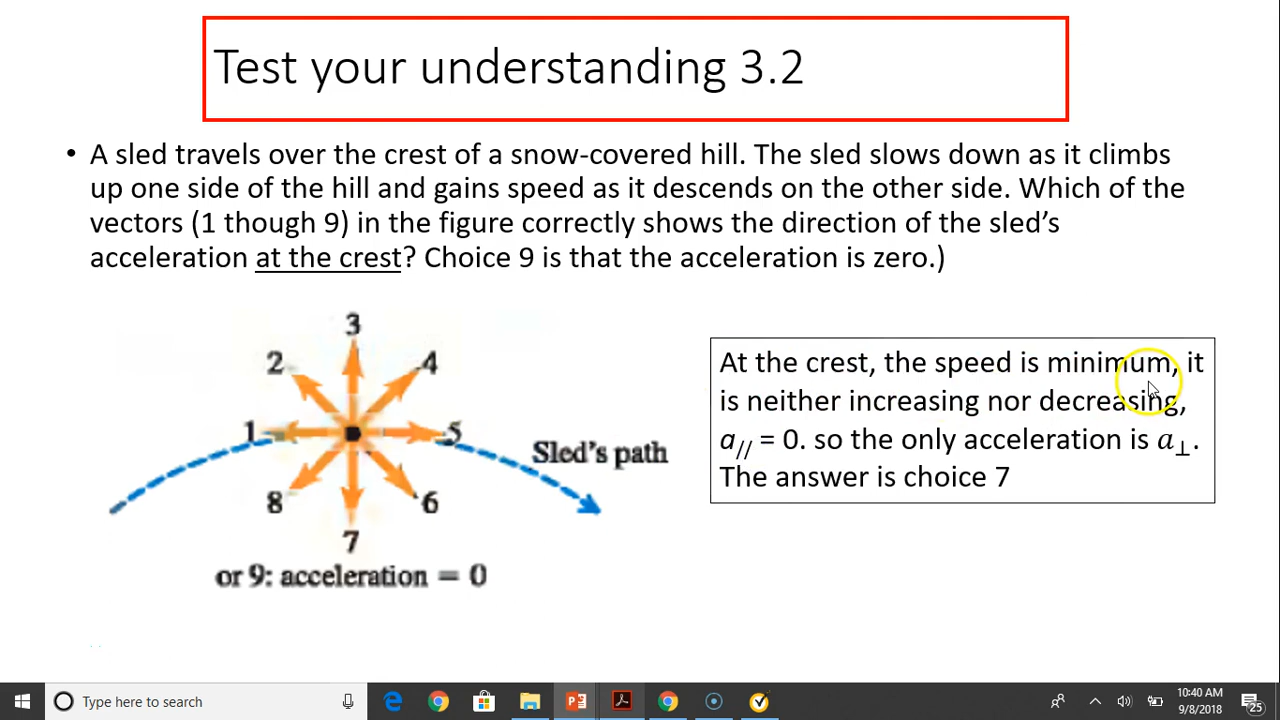 Test your understanding 3.2
• A sled travels over the crest of a snow-covered hill. The sled slows down as it climbs
up one side of the hill and gains speed as it descends on the other side. Which of the
vectors (1 though 9) in the figure correctly shows the direction of the sled's
acceleration at the crest? Choice 9 is that the acceleration is zero.)
3
2
4
1
5
Sled's path
8
6
7
or 9: acceleration = 0
At the crest, the speed is minimum, it
is neither increasing nor decreasing,
a// = 0. so the only acceleration is a⊥.
The answer is choice 7
Type here to search
10:40 AM
9/8/2018
25